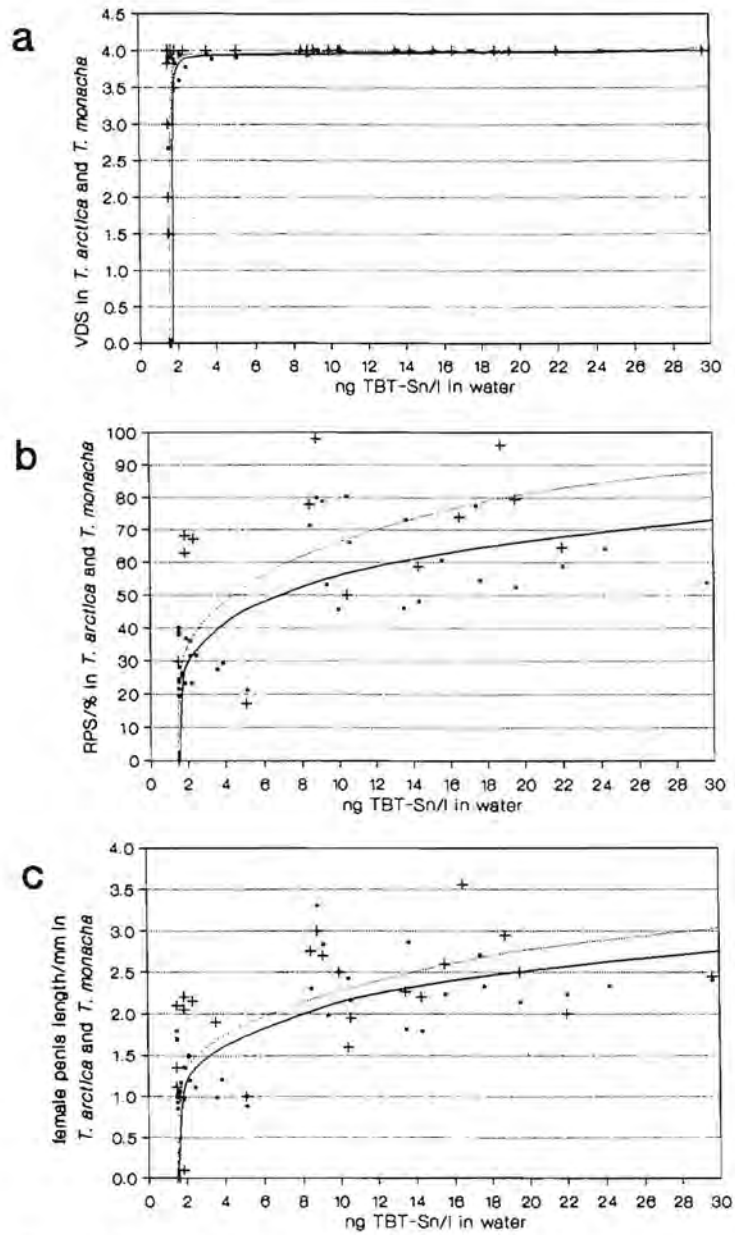 a
VDS in T. arctica and T. monacha
4.0
3.5
3.0
2.5
2.0
1.5
4.0
0.5
0.0
0 2 4 6 8 10 12 14 16 18 20 22 24 26 28 30
ng TBT-Sn/l in water
b
RPS/% in T. arctica and T. monacha
100
90
80
70
60
50
40
30
20
10
0
0 2 4 6 8 10 12 14 16 18 20 22 24 26 28 30
ng TBT-Sn/l in water
c
female penis length/mm in
T. arctica and T. monacha
4.0
3.5
3.0
2.5
2.0
1.5
1.0
0.5
0.0
0 2 4 6 8 10 12 14 16 18 20 22 24 26 28 30
ng TBT-Sn/l in water